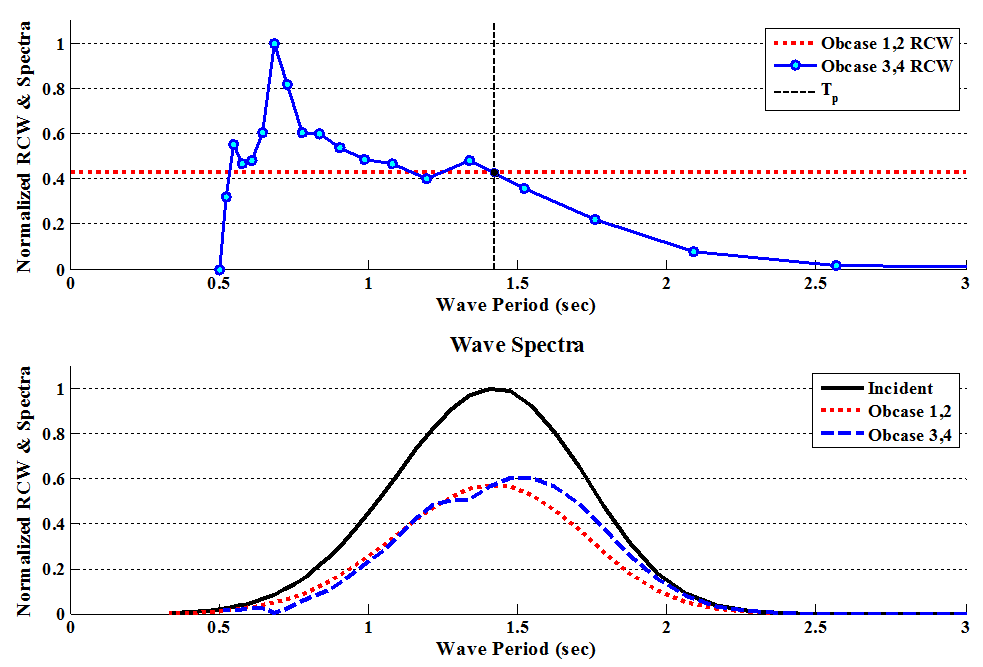 Normalized RCW & Spectra
1
0.8
0.6
0.4
0.2
0
0 0.5 1 1.5 2 2.5 3
Wave Period (sec)
Obcase 1,2 RCW
Obcase 3,4 RCW
Tp
Wave Spectra
Normalized RCW & Spectra
1
0.8
0.6
0.4
0.2
0
0 0.5 1 1.5 2 2.5 3
Wave Period (sec)
Incident
Obcase 1,2
Obcase 3,4